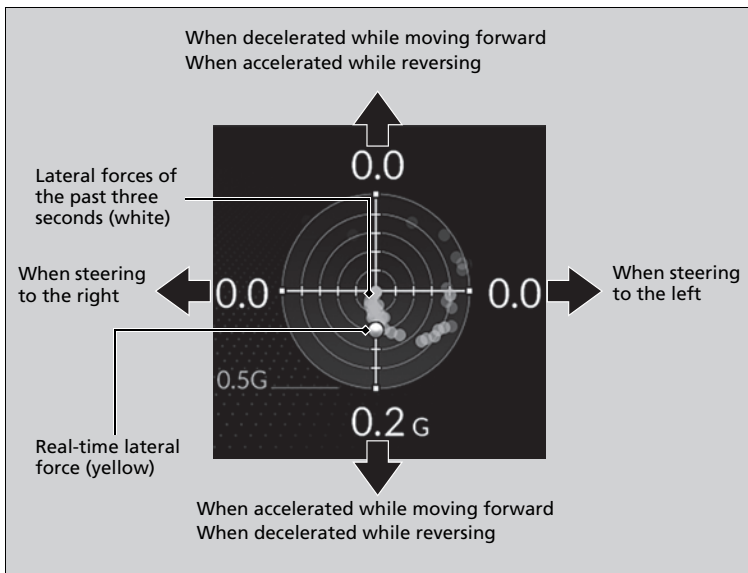 When decelerated while moving forward
When accelerated while reversing
0.0
Lateral forces of
the past three
seconds (white)
When steering
to the right
0.0
0.0
When steering
to the left
0.5G
0.2 G
Real-time lateral
force (yellow)
When accelerated while moving forward
When decelerated while reversing